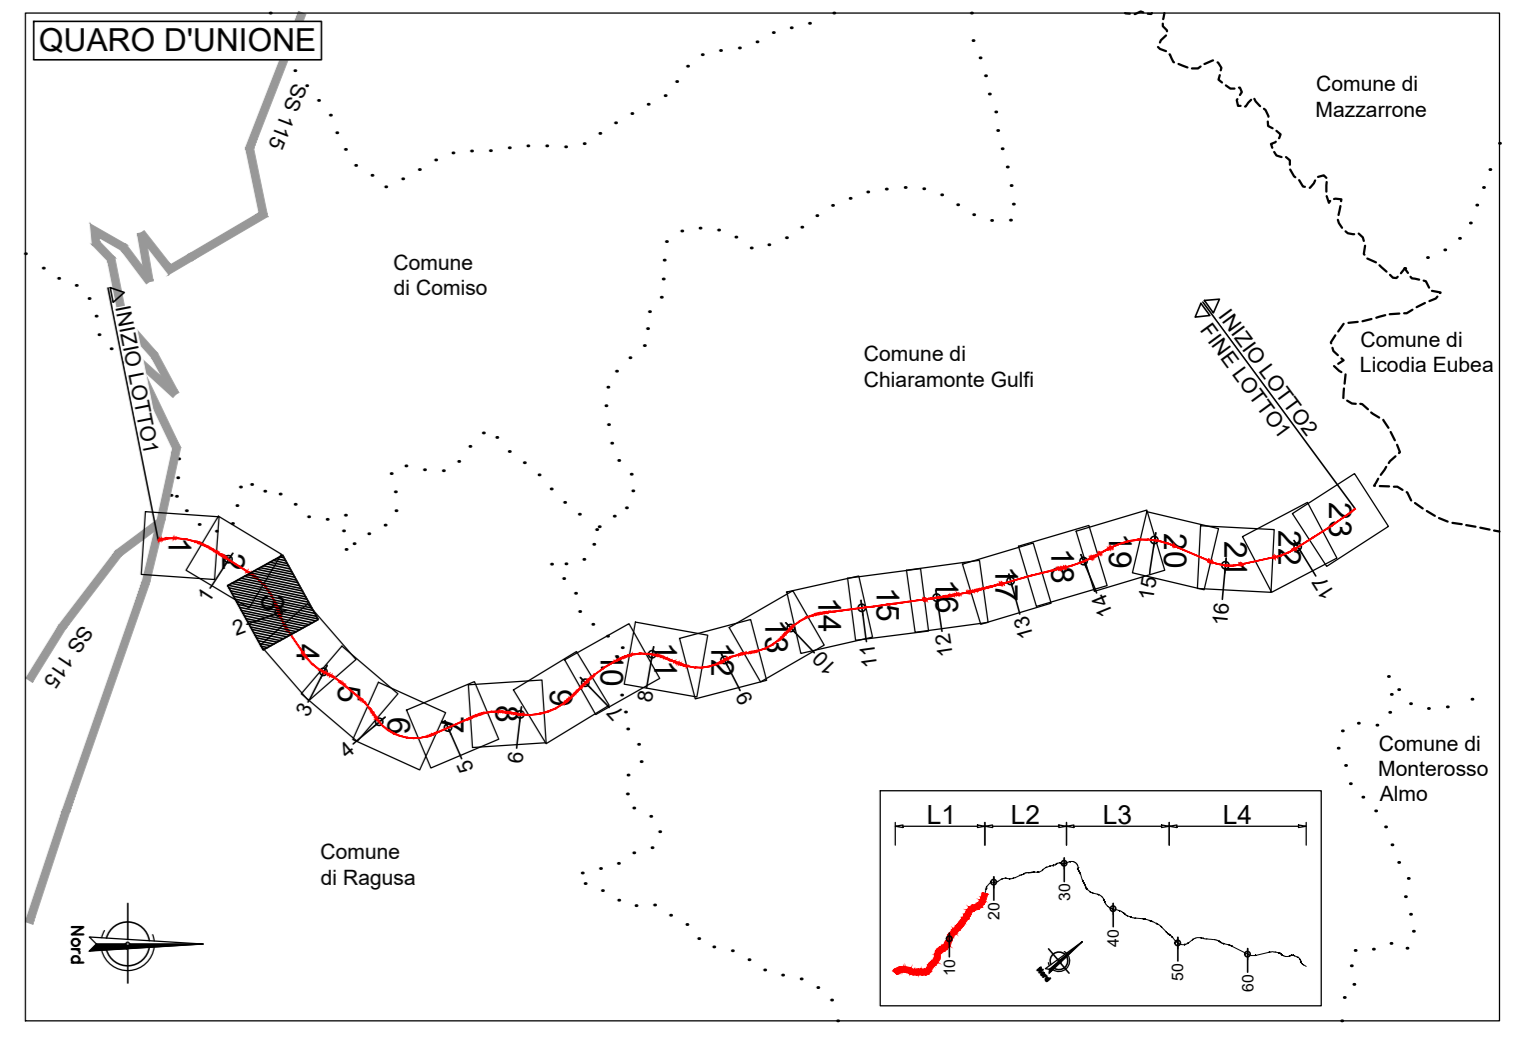 QUARO D'UNIONE
SS 115
Comune di
Mazzarrone
Comune
di Comiso
INIZIO LOTTO1
Comune di
Chiaramonte Gulfi
INIZIO LOTTO2
FINE LOTTO1
Comune di
Licodia Eubea
1
2
3
4
5
6
7
8
9
10
11
12
13
14
15
16
17
18
19
20
21
22
23
1
2
3
4
5
6
7
8
9
10
11
12
13
14
15
16
17
SS 115
Comune di
Monterosso
Almo
Comune
di Ragusa
Nord
L1 L2 L3 L4
10
20
30
40
50
60